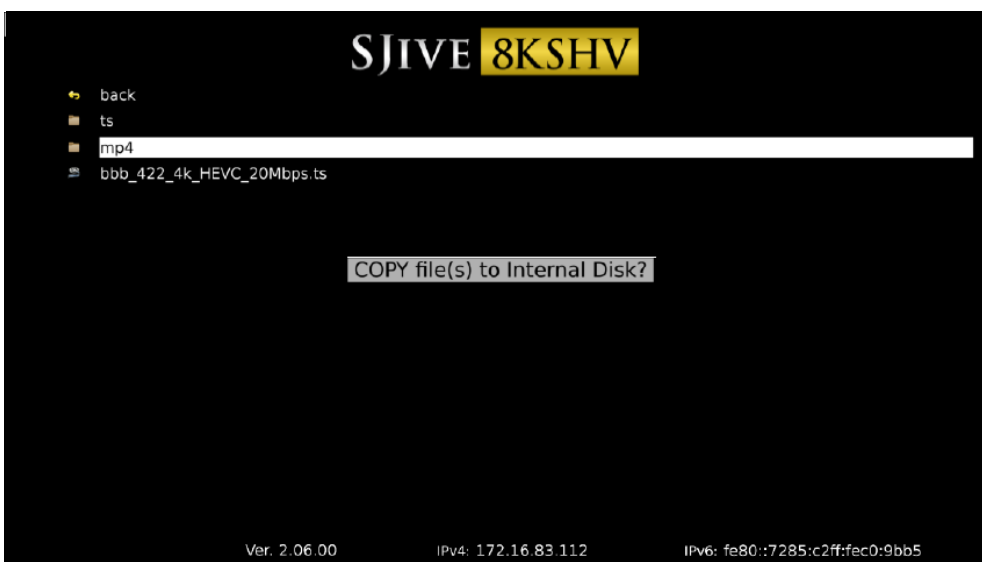 SJIVE 8KSHV
back
ts
mp4
bbb_422_4k_HEVC_20Mbps.ts
COPY file(s) to Internal Disk?
Ver. 2.06.00 IPv4: 172.16.83.112 IPv6: fe80::7285:c2ff:fec0:9bb5